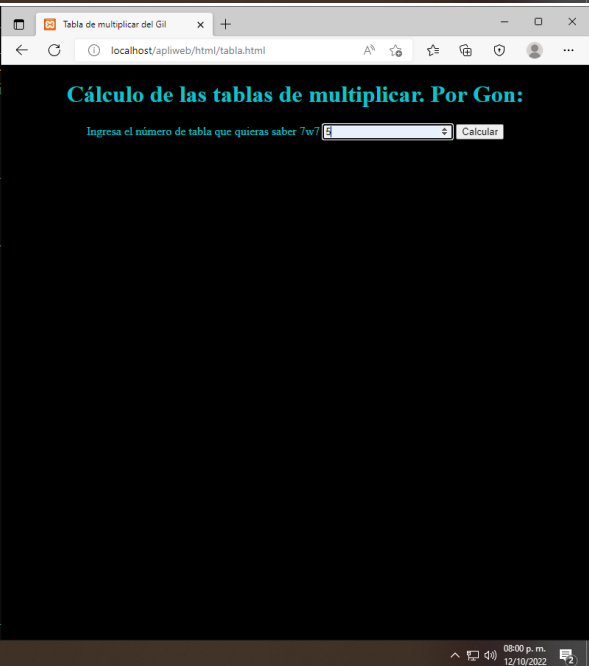 Tabla de multiplicar del Gil
localhost/apliweb/html/tabla.html
Cálculo de las tablas de multiplicar. Por Gon:
Ingresa el número de tabla que quieras saber 7w7 5 Calcular
08:00 p. m.
12/10/2022
2